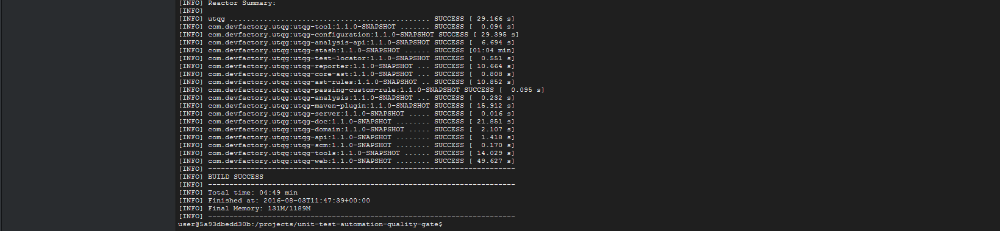 [INFO] Reactor Summary:
[INFO]
[INFO] utqg ............................................... SUCCESS [ 29.166 s]
[INFO] com.devfactory.utqg:utqg-tool:1.1.0-SNAPSHOT ....... SUCCESS [  0.094 s]
[INFO] com.devfactory.utqg:utqg-configuration:1.1.0-SNAPSHOT SUCCESS [ 29.395 s]
[INFO] com.devfactory.utqg:utqg-analysis-api:1.1.0-SNAPSHOT SUCCESS [  6.694 s]
[INFO] com.devfactory.utqg:utqg-stash:1.1.0-SNAPSHOT ...... SUCCESS [01:04 min]
[INFO] com.devfactory.utqg:utqg-test-locator:1.1.0-SNAPSHOT SUCCESS [  0.551 s]
[INFO] com.devfactory.utqg:utqg-reporter:1.1.0-SNAPSHOT ... SUCCESS [ 10.664 s]
[INFO] com.devfactory.utqg:utqg-core-ast:1.1.0-SNAPSHOT ... SUCCESS [  0.808 s]
[INFO] com.devfactory.utqg:utqg-ast-rules:1.1.0-SNAPSHOT .. SUCCESS [ 10.852 s]
[INFO] com.devfactory.utqg:utqg-passing-custom-rule:1.1.0-SNAPSHOT SUCCESS [  0.095 s]
[INFO] com.devfactory.utqg:utqg-analysis:1.1.0-SNAPSHOT ... SUCCESS [  0.232 s]
[INFO] com.devfactory.utqg:utqg-maven-plugin:1.1.0-SNAPSHOT SUCCESS [ 15.912 s]
[INFO] com.devfactory.utqg:utqg-server:1.1.0-SNAPSHOT ..... SUCCESS [  0.016 s]
[INFO] com.devfactory.utqg:utqg-doc:1.1.0-SNAPSHOT ........ SUCCESS [ 21.851 s]
[INFO] com.devfactory.utqg:utqg-domain:1.1.0-SNAPSHOT ..... SUCCESS [  2.107 s]
[INFO] com.devfactory.utqg:utqg-api:1.1.0-SNAPSHOT ........ SUCCESS [  1.418 s]
[INFO] com.devfactory.utqg:utqg-scm:1.1.0-SNAPSHOT ........ SUCCESS [  0.170 s]
[INFO] com.devfactory.utqg:utqg-tools:1.1.0-SNAPSHOT ...... SUCCESS [ 14.029 s]
[INFO] com.devfactory.utqg:utqg-web:1.1.0-SNAPSHOT ........ SUCCESS [ 49.627 s]
[INFO] ------------------------------------------------------------------------
[INFO] BUILD SUCCESS
[INFO] ------------------------------------------------------------------------
[INFO] Total time: 04:49 min
[INFO] Finished at: 2016-08-03T11:47:39+00:00
[INFO] Final Memory: 131M/1189M
[INFO] ------------------------------------------------------------------------
user@5a93dbedd30b:/projects/unit-test-automation-quality-gate$